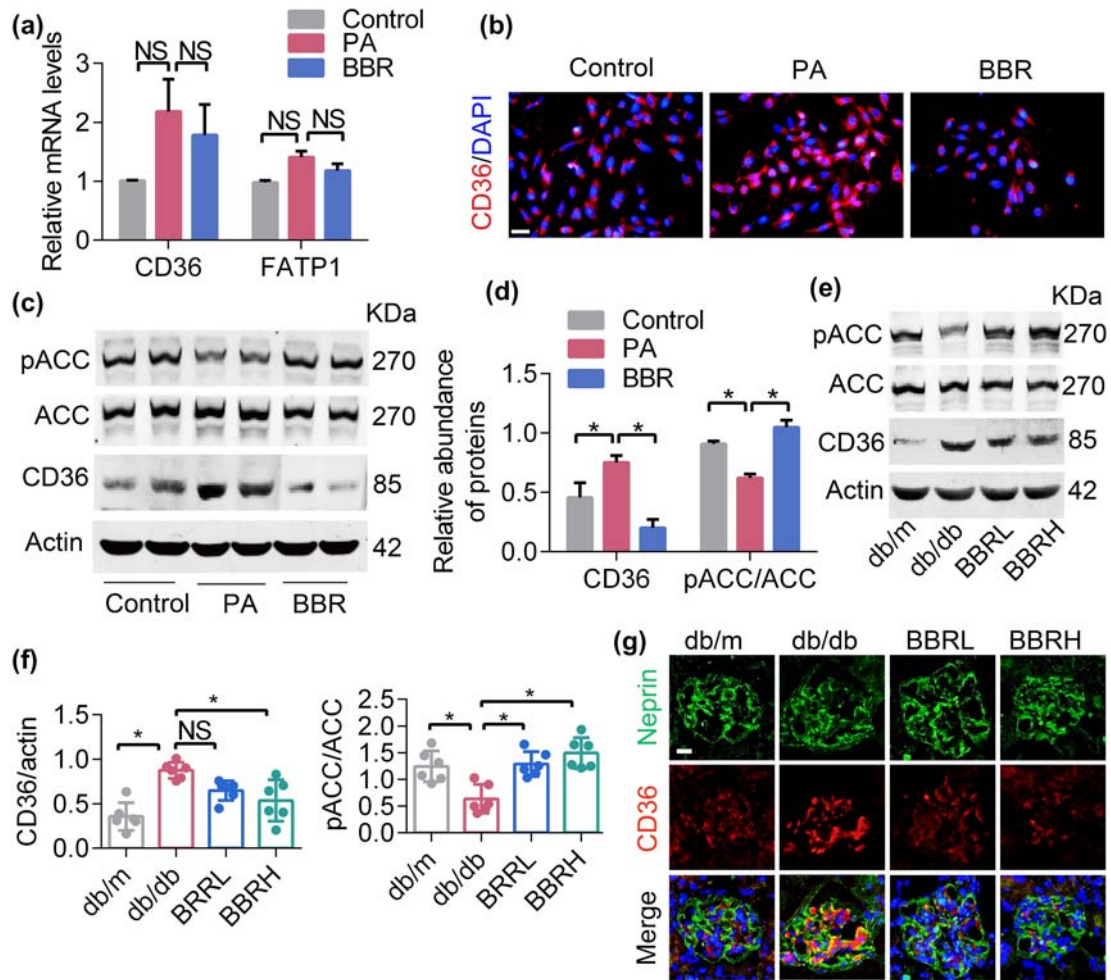 (a)
Control
PA
BBR
NS NS
NS NS
Relative mRNA levels
3
2
1
0
CD36 FATP1
(b)
Control PA BBR
CD36/DAPI
(c)
KDa
pACC 270
ACC 270
CD36 85
Actin 42
Control PA BBR
(d)
Control
PA
BBR
Relative abundance
of proteins
1.5
1.0
0.5
0.0
* *
* *
CD36 pACC/ACC
(e)
KDa
pACC 270
ACC 270
CD36 85
Actin 42
db/m db/db BBRL BBRH
(f)
CD36/actin
1.5
1.0
0.5
0.0
*
* NS
db/m db/db BRRL BBRH
pACC/ACC
2.5
2.0
1.5
1.0
0.5
0.0
*
* *
db/m db/db BRRL BBRH
(g)
db/m db/db BBRL BBRH
Neprin
CD36
Merge